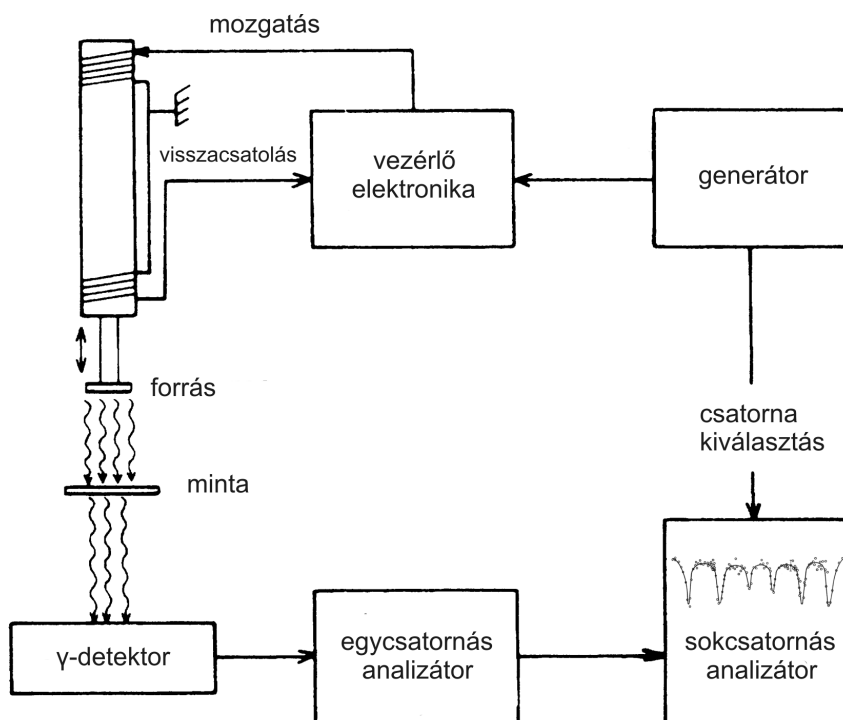 mozgatás
visszacsatolás
vezérlő
elektronika
generátor
forrás
csatorna
kiválasztás
minta
γ-detektor
egycsatornás
analizátor
sokcsatornás
analizátor